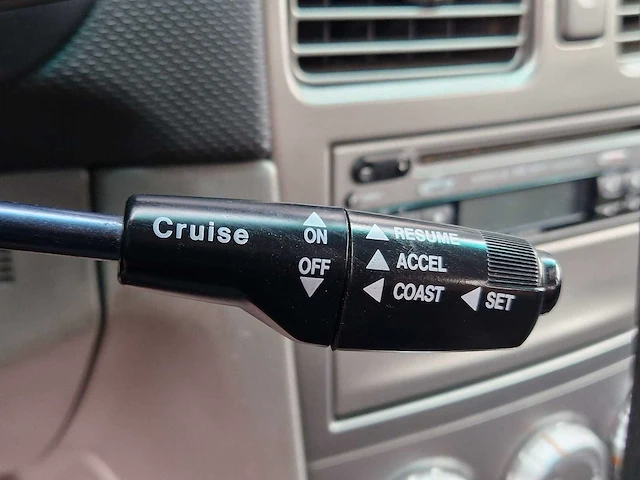 Cruise
ON
OFF
RESUME
ACCEL
COAST
SET